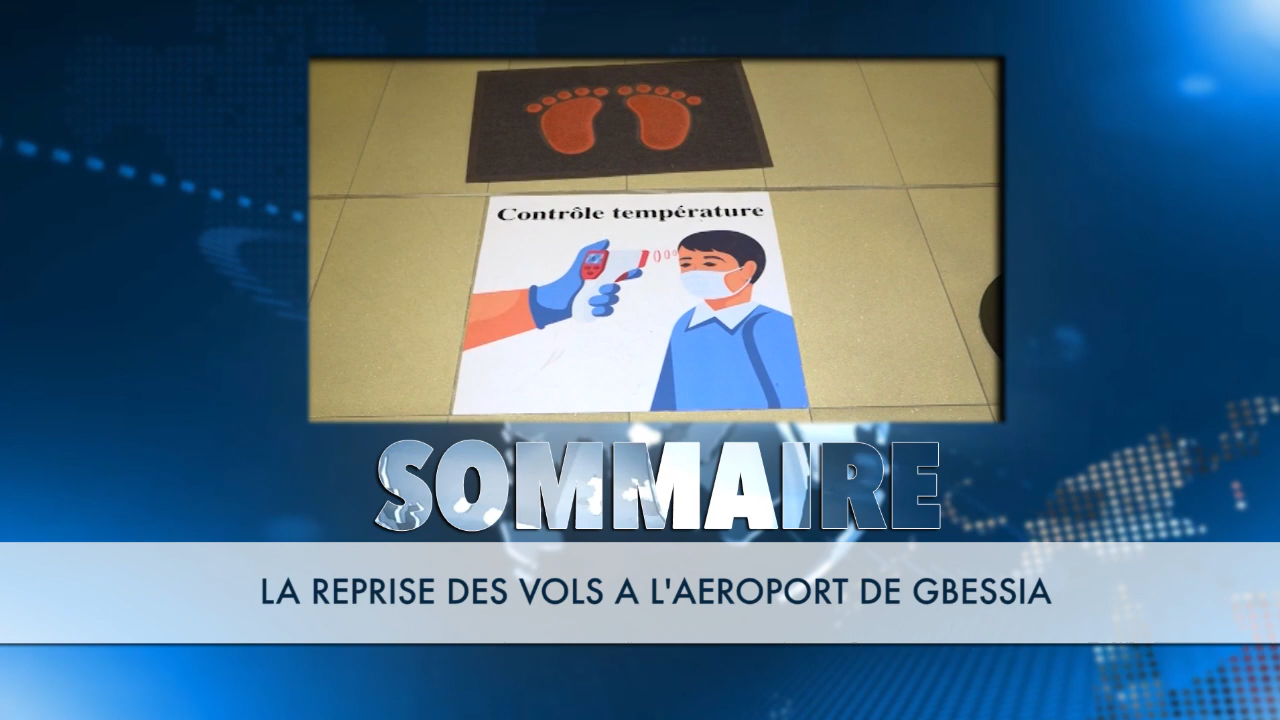 Contrôle température
SOMMAIRE
LA REPRISE DES VOLS A L'AEROPORT DE GBESSIA